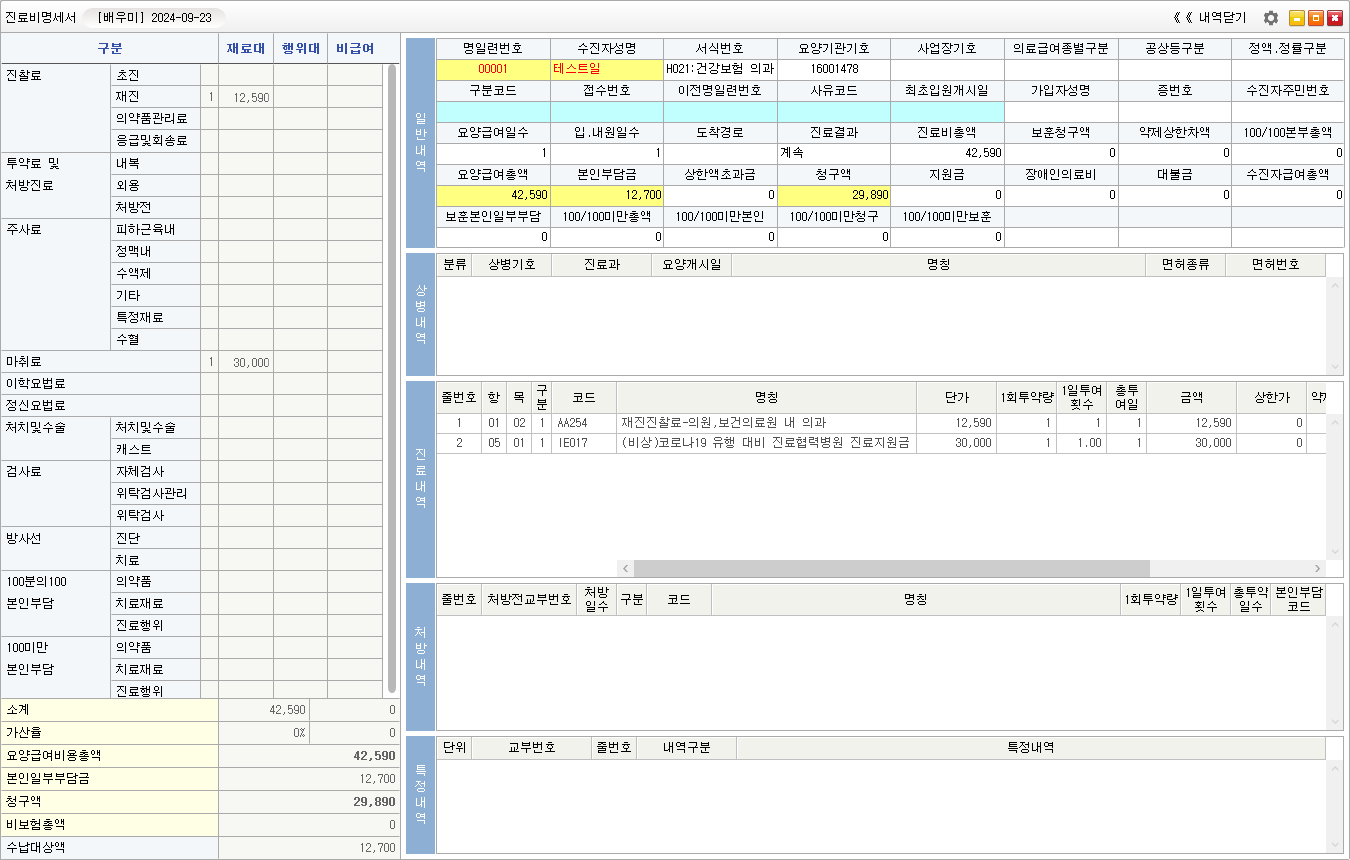 진료비명세서 [배우미] 2024-09-23 《《 내역닫기
구분 재료대 행위대 비급여
진찰료 초진
재진 1 12,590
의약품관리료
응급및회송료
투약료 및 내복
처방진료 외용
처방전
주사료 피하근육내
정맥내
수액제
기타
특정재료
수혈
마취료 1 30,000
이학요법료
정신요법료
처치및수술 처치및수술
캐스트
검사료 자체검사
위탁검사관리
위탁검사
방사선 진단
치료
100분의100 의약품
본인부담 치료재료
진료행위
100미만 의약품
본인부담 치료재료
진료행위
소계 42,590 0
가산율 0% 0
요양급여비용총액 42,590
본인일부부담금 12,700
청구액 29,890
비보험총액 0
수납대상액 12,700
일반내역
명일련번호 수진자성명 서식번호 요양기관기호 사업장기호 의료급여종별구분 공상등구분 정액.정률구분
00001 테스트일 H021:건강보험 의과 16001478
구분코드 접수번호 이전명일련번호 사유코드 최초입원개시일 가입자성명 증번호 수진자주민번호
요양급여일수 입.내원일수 도착경로 진료결과 진료비총액 보훈청구액 약제상한차액 100/100본부총액
1 1 계속 42,590 0 0 0
요양급여총액 본인부담금 상한액초과금 청구액 지원금 장애인의료비 대불금 수진자급여총액
42,590 12,700 0 29,890 0 0 0 0
보훈본인일부부담 100/100미만총액 100/100미만본인 100/100미만청구 100/100미만보훈
0 0 0 0 0
상병내역
분류 상병기호 진료과 요양개시일 명칭 면허종류 면허번호
진료내역
줄번호 항 목 구분 코드 명칭 단가 1회투약량 1일투여횟수 총투여일 금액 상한가
1 01 02 1 AA254 재진진찰료-의원,보건의료원 내 의과 12,590 1 1 1 12,590 0
2 05 01 1 IE017 (비상)코로나19 유행 대비 진료협력병원 진료지원금 30,000 1 1.00 1 30,000 0
처방내역
줄번호 처방전교부번호 처방일수 구분 코드 명칭 1회투약량 1일투여횟수 총투약일수 본인부담코드
특정내역
단위 교부번호 줄번호 내역구분 특정내역